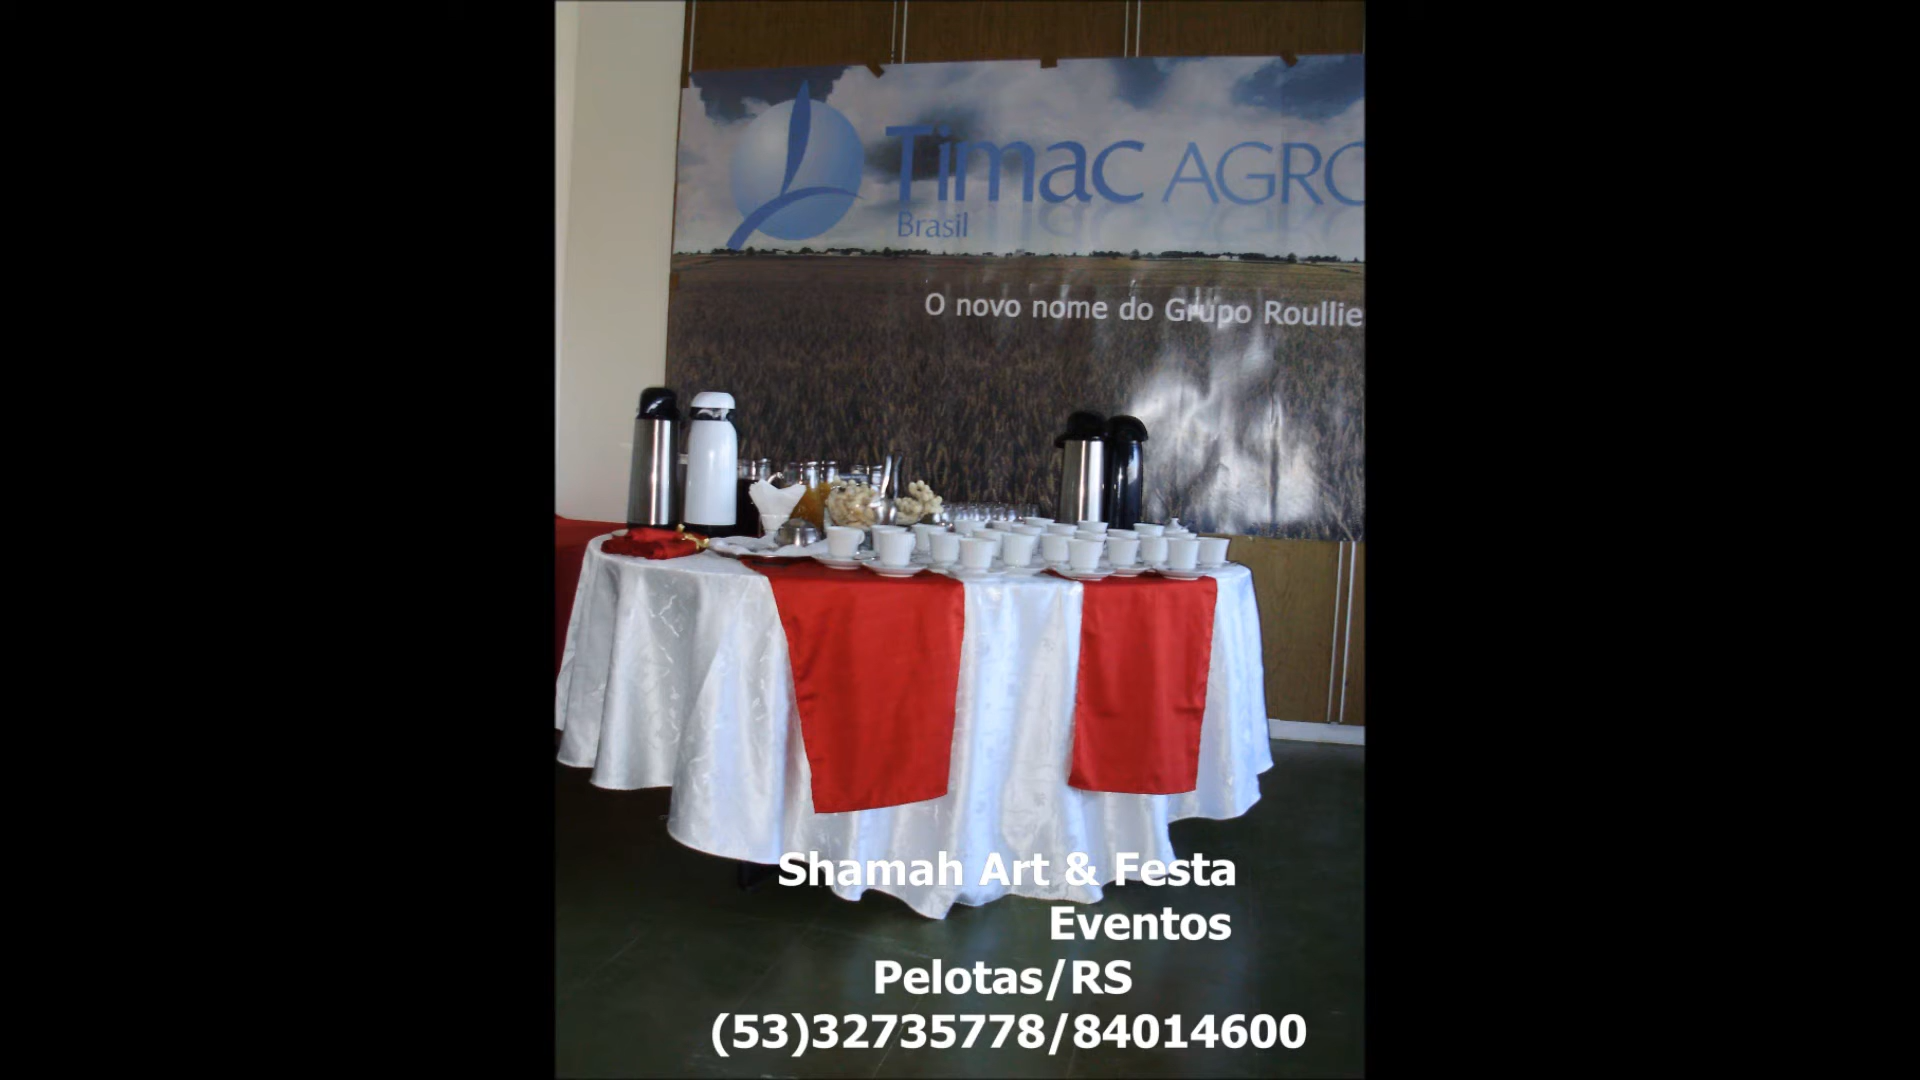 Timac AGRO
Brasil
O novo nome do Grupo Roullie
Shamah Art & Festa
Eventos
Pelotas/RS
(53)32735778/84014600